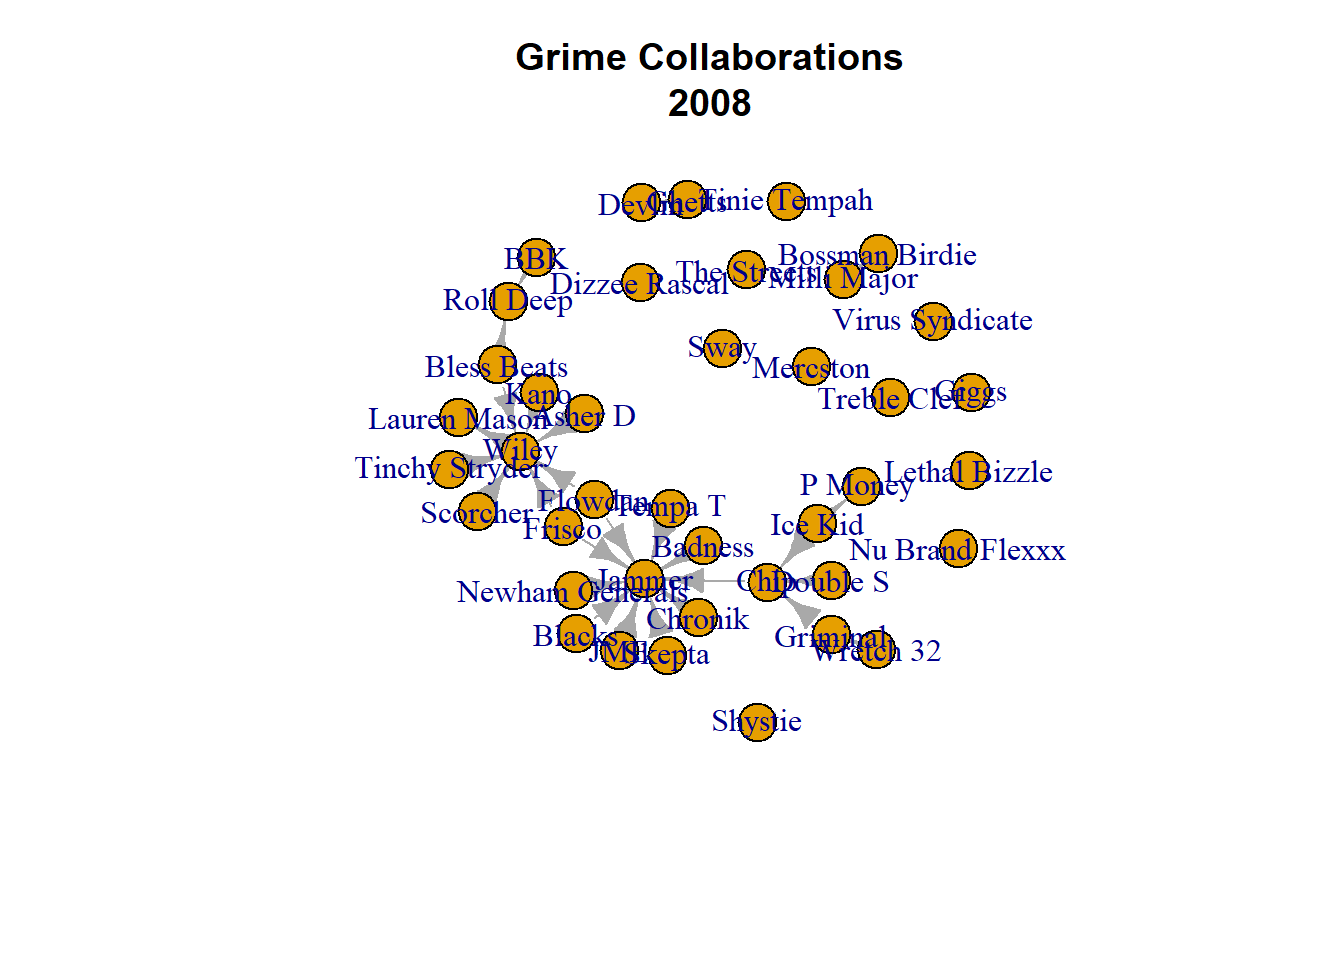 Grime Collaborations
2008
Devlin
Ghetts
Tinie Tempah
BBK
Bossman Birdie
Dizzee Rascal
The Streets
Milli Major
Roll Deep
Virus Syndicate
Sway
Bless Beats
Mercston
Kano
Treble Clef
Giggs
Lauren Mason
Asher D
Wiley
Tinchy Stryder
Lethal Bizzle
P Money
Scorcher
Flowdan
Tempa T
Frisco
Ice Kid
Badness
Nu Brand Flexxx
Jammer
Chip
Double S
Newham Generals
Chronik
Blacks
Griminal
JME
Skepta
Wretch 32
Shystie